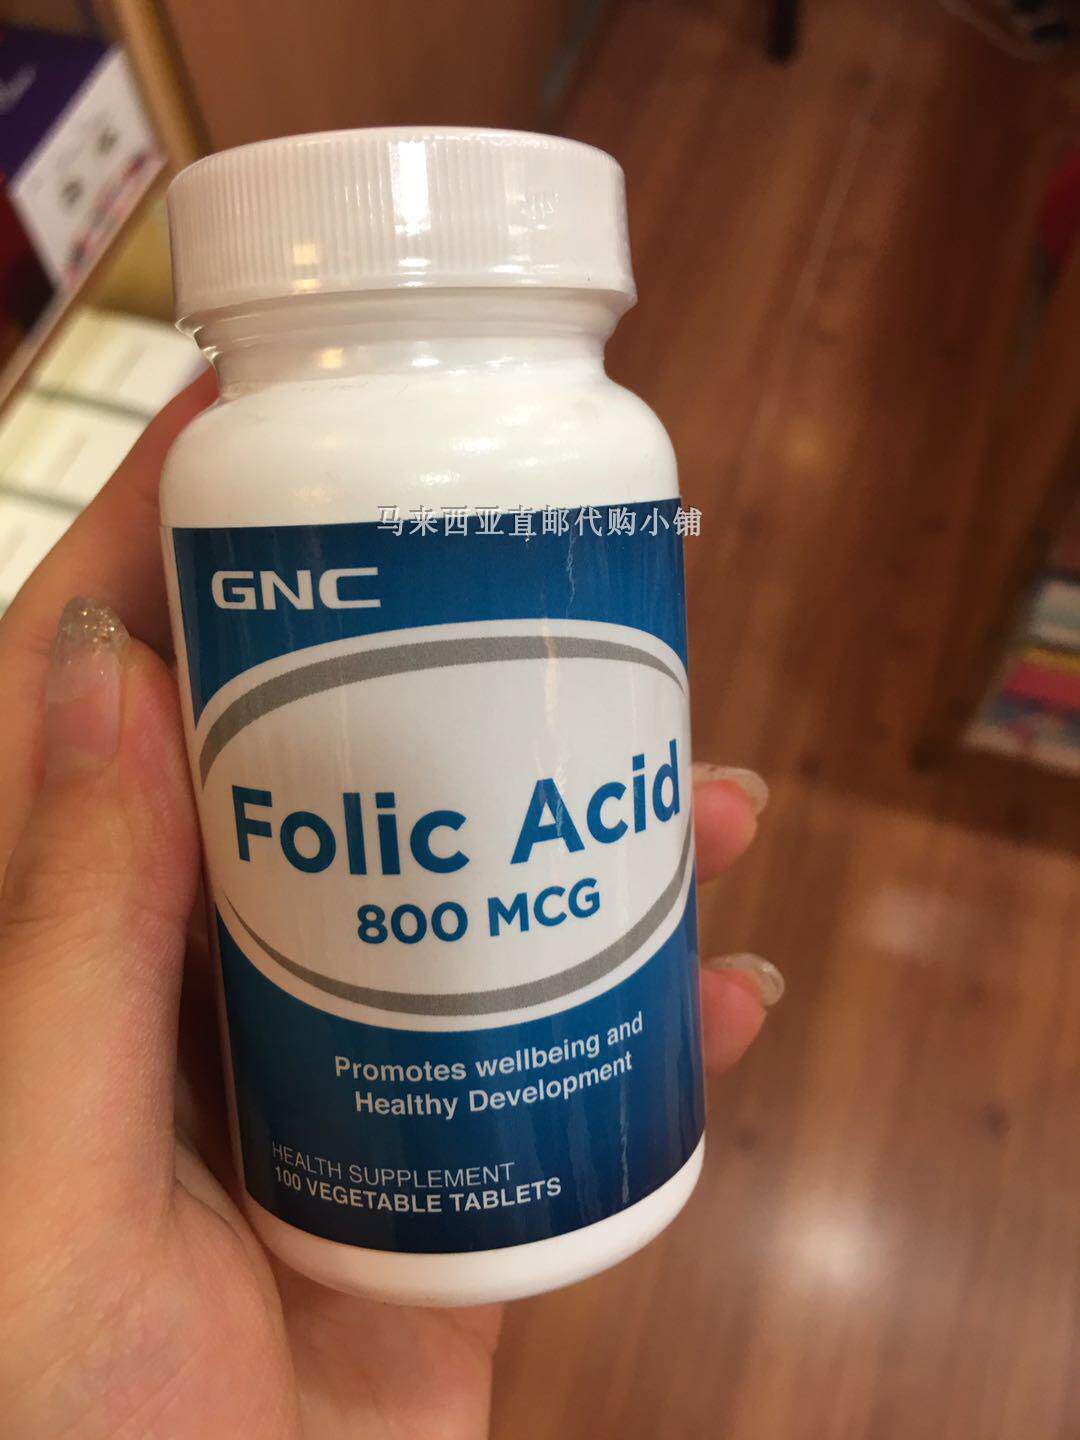 马来西亚直邮代购小铺
GNC
Folic Acid
800 MCG
Promotes wellbeing and
Healthy Development
HEALTH SUPPLEMENT
100 VEGETABLE TABLETS